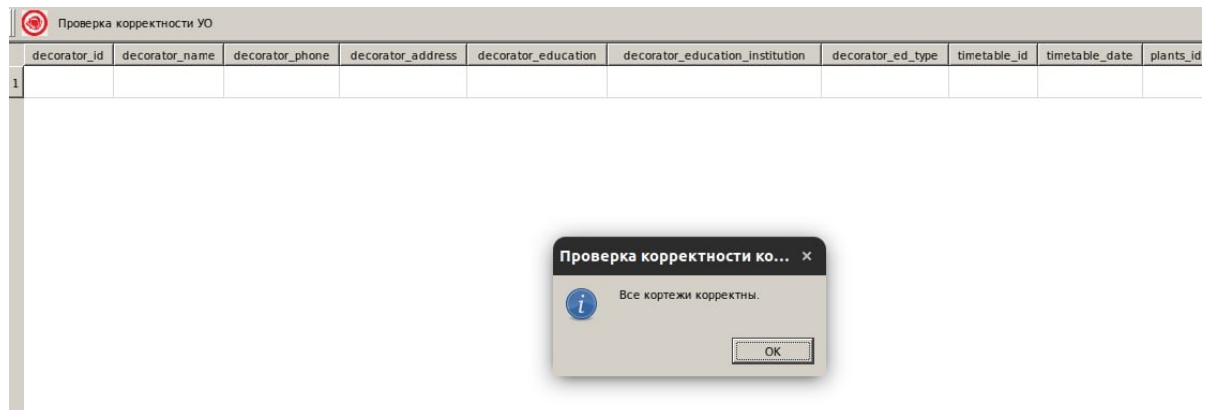 Проверка корректности УО
decorator_id decorator_name decorator_phone decorator_address decorator_education decorator_education_institution decorator_ed_type timetable_id timetable_date plants_id
1
Проверка корректности ко... ×
Все кортежи корректны.
OK